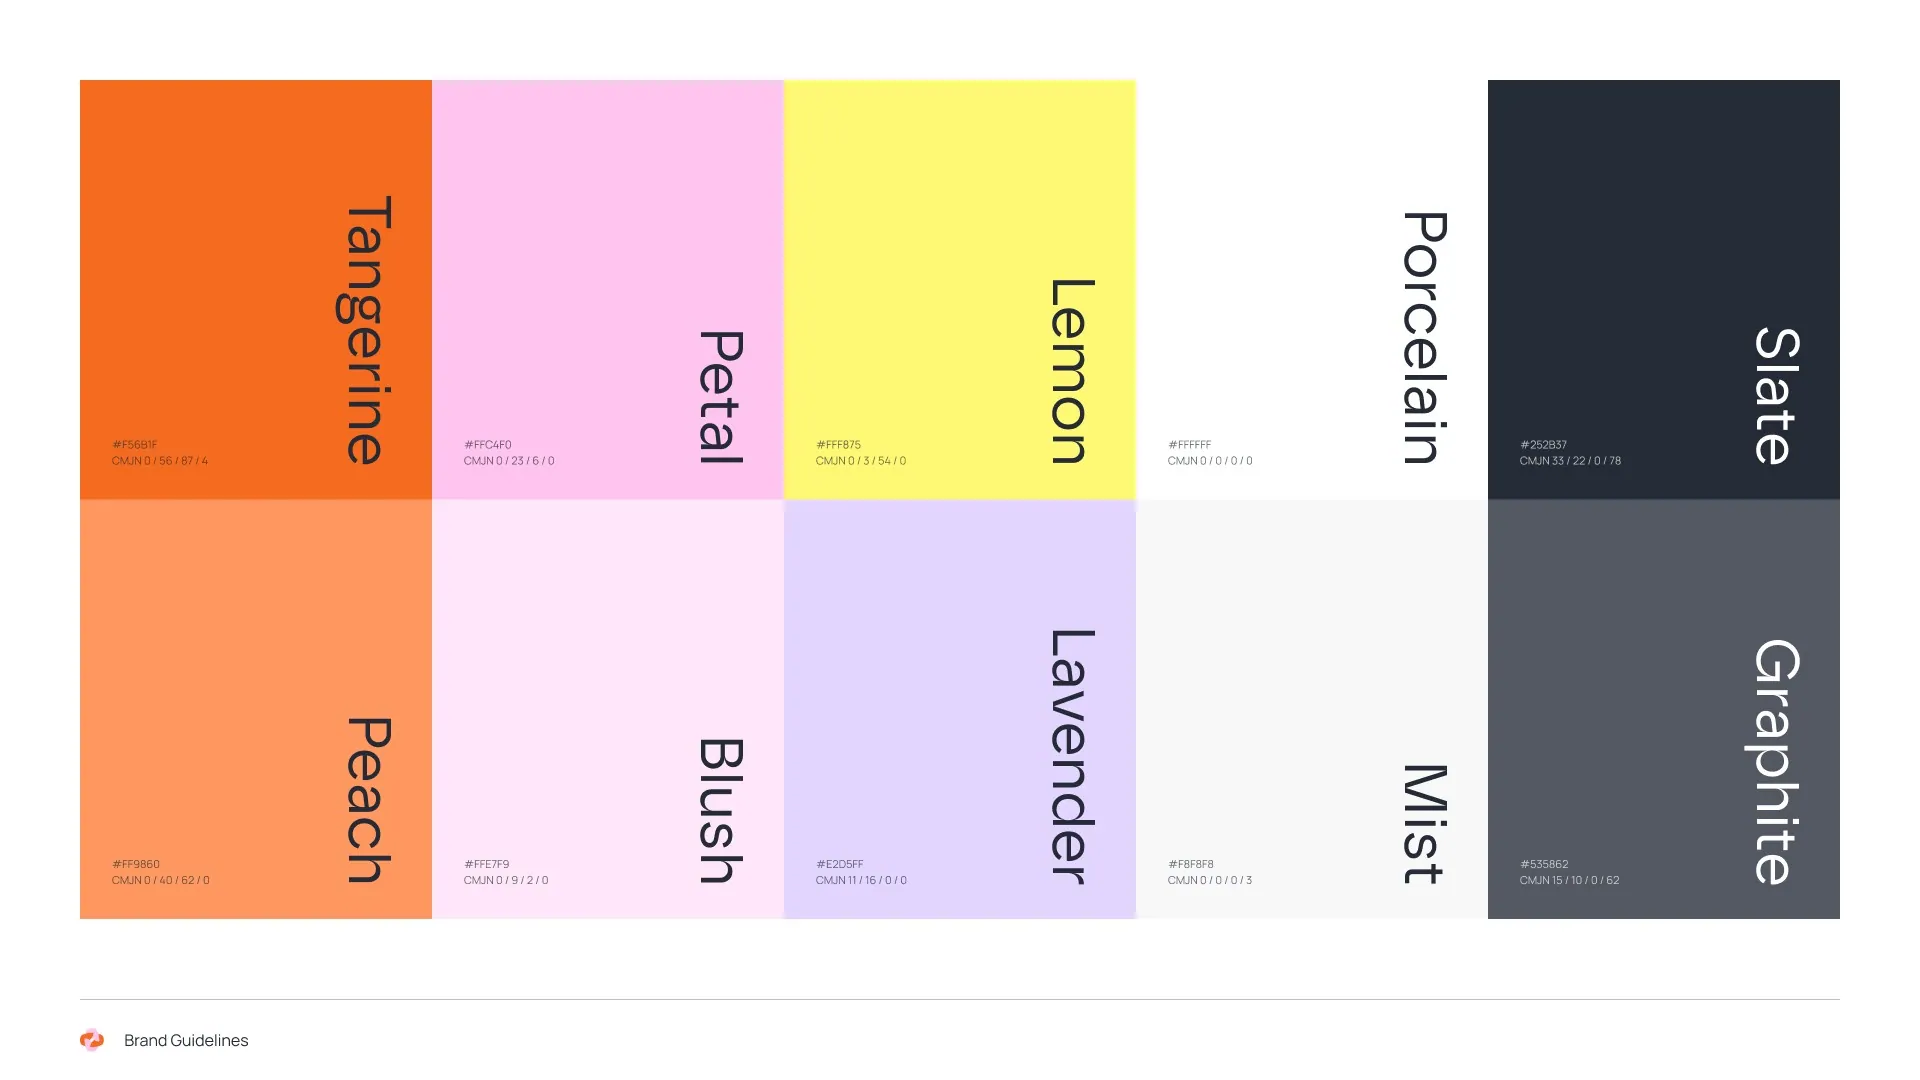 Tangerine
#F56B1F
CMJN 0 / 56 / 87 / 4
Petal
#FFC4F0
CMJN 0 / 23 / 6 / 0
Lemon
#FFF875
CMJN 0 / 3 / 54 / 0
Porcelain
#FFFFFF
CMJN 0 / 0 / 0 / 0
Slate
#252B37
CMJN 33 / 22 / 0 / 78
Peach
#FF9860
CMJN 0 / 40 / 62 / 0
Blush
#FFE7F9
CMJN 0 / 9 / 2 / 0
Lavender
#E2D5FF
CMJN 11 / 16 / 0 / 0
Mist
#F8F8F8
CMJN 0 / 0 / 0 / 3
Graphite
#535862
CMJN 15 / 10 / 0 / 62
Brand Guidelines